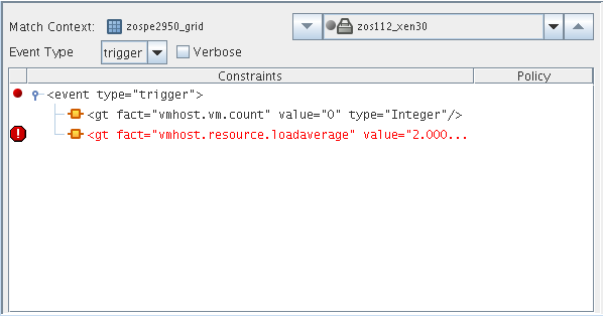 Match Context: zospe2950_grid zos112_xen30
Event Type trigger Verbose
Constraints Policy
<event type="trigger">
<gt fact="vmhost.vm.count" value="0" type="Integer"/>
<gt fact="vmhost.resource.loadaverage" value="2.000...